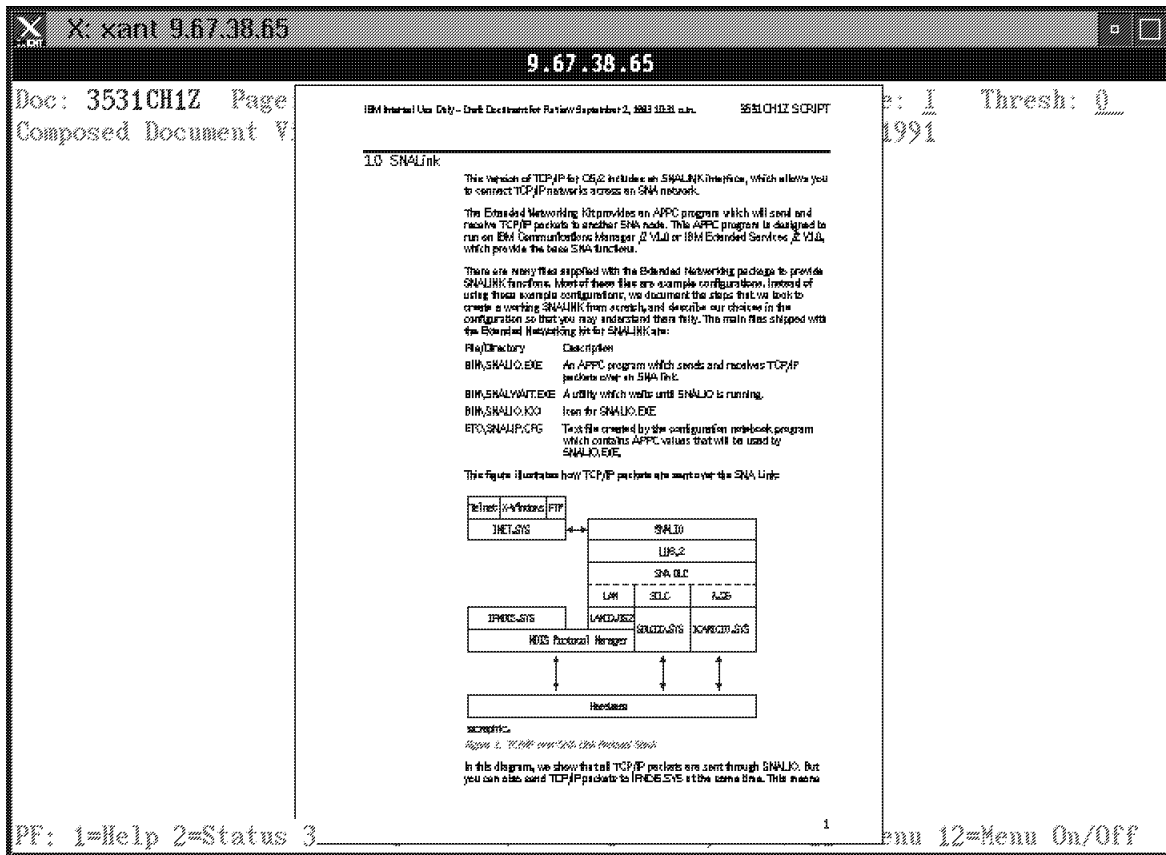 X: xant 9.67.38.65
9.67.38.65
Doc: 3531CH1Z Page e: I Thresh: 0
Composed Document Vi 1991
IBM Internal Use Only - Draft Document for Review September 2, 1993 10:31 a.m. 3531CH1Z SCRIPT
1.0 SNALink
This version of TCP/IP for OS/2 includes an SNALINK interface, which allows you
to connect TCP/IP networks across an SNA network.
The Extended Networking Kit provides an APPC program which will send and
receive TCP/IP packets to another SNA node. This APPC program is designed to
run on IBM Communications Manager /2 V1.0 or IBM Extended Services /2 V1.0,
which provide the base SNA functions.
There are many files supplied with the Extended Networking package to provide
SNALINK functions. Most of these files are example configurations. Instead of
using these example configurations, we document the steps that we took to
create a working SNALINK from scratch, and describe our choices in the
configuration so that you may understand them fully. The main files shipped with
the Extended Networking kit for SNALINK are:
File/Directory Description
BIN\SNALIO.EXE An APPC program which sends and receives TCP/IP
packets over an SNA link.
BIN\SNALWAIT.EXE A utility which waits until SNALIO is running.
BIN\SNALIO.ICO Icon for SNALIO.EXE
ETC\SNALIP.CFG Text file created by the configuration notebook program
which contains APPC values that will be used by
SNALIO.EXE.
This figure illustrates how TCP/IP packets are sent over the SNA Link:
Telnet X-Windows FTP
INET.SYS SNALIO
LU6.2
SNA DLC
LAN SDLC X.25
IFNDIS.SYS
NDIS Protocol Manager
Hardware
Figure 1. TCP/IP over SNA Link Protocol Stack
In this diagram, we show that all TCP/IP packets are sent through SNALIO. But
you can also send TCP/IP packets to IFNDIS.SYS at the same time. This means
1
PF: 1=Help 2=Status 3 enu 12=Menu On/Off